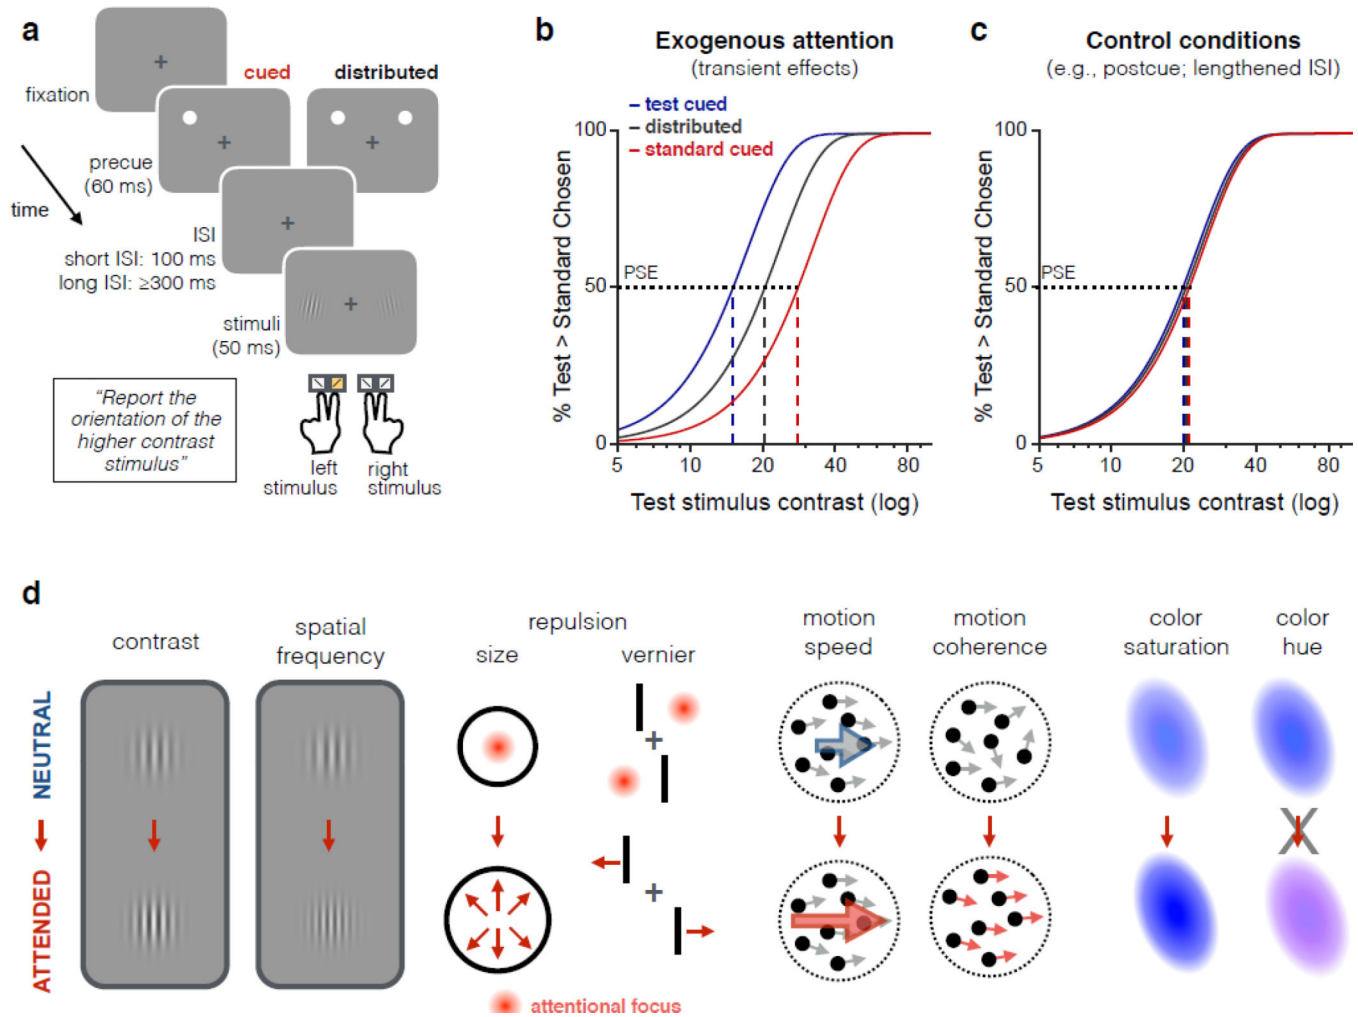 a
fixation
cued
distributed
precue
(60 ms)
time
ISI
short ISI: 100 ms
long ISI: ≥300 ms
stimuli
(50 ms)
"Report the
orientation of the
higher contrast
stimulus"
left
stimulus
right
stimulus
b
Exogenous attention
(transient effects)
– test cued
– distributed
– standard cued
% Test > Standard Chosen
100
50
0
PSE
5
10
20
40
80
Test stimulus contrast (log)
c
Control conditions
(e.g., postcue; lengthened ISI)
% Test > Standard Chosen
100
50
0
PSE
5
10
20
40
80
Test stimulus contrast (log)
d
contrast
spatial
frequency
repulsion
size
vernier
motion
speed
motion
coherence
color
saturation
color
hue
NEUTRAL
ATTENDED
attentional focus